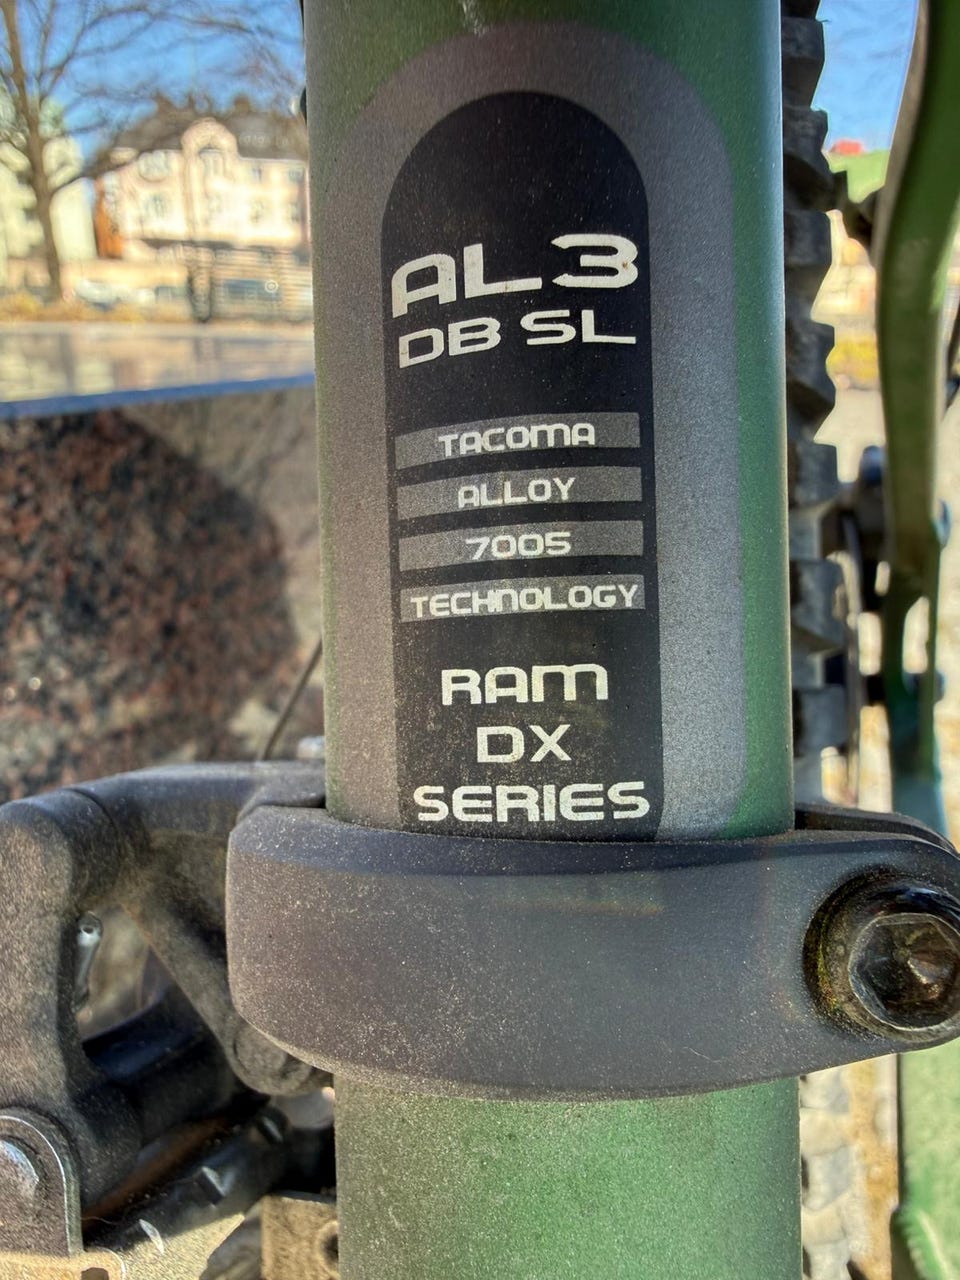 AL3
DB SL
TACOMA
ALLOY
7005
TECHNOLOGY
RAM
DX
SERIES